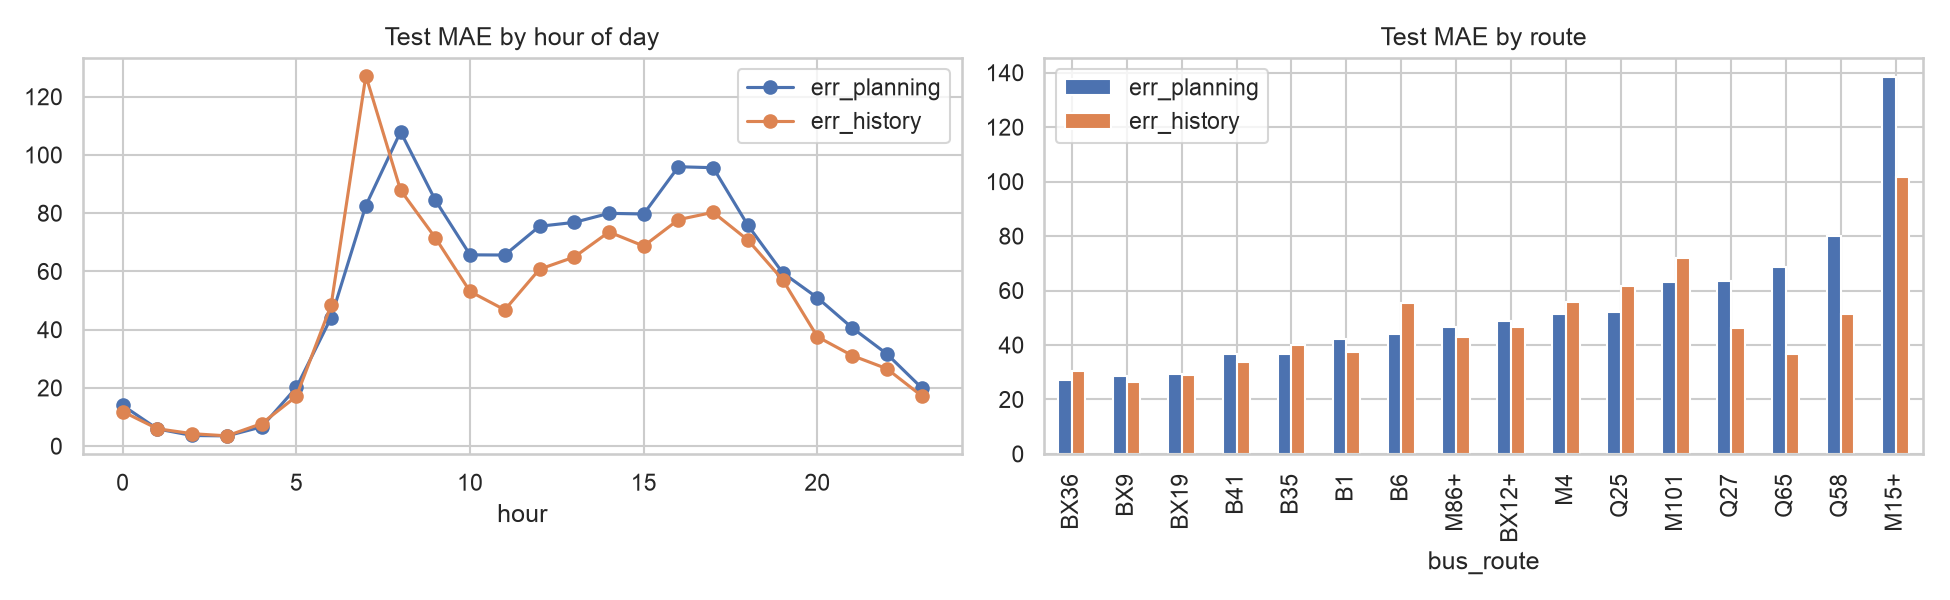 Test MAE by hour of day
err_planning
err_history
120
100
80
60
40
20
0
0 5 10 15 20
hour
Test MAE by route
err_planning
err_history
140
120
100
80
60
40
20
0
BX36 BX9 BX19 B41 B35 B1 B6 M86+ BX12+ M4 Q25 M101 Q27 Q65 Q58 M15+
bus_route